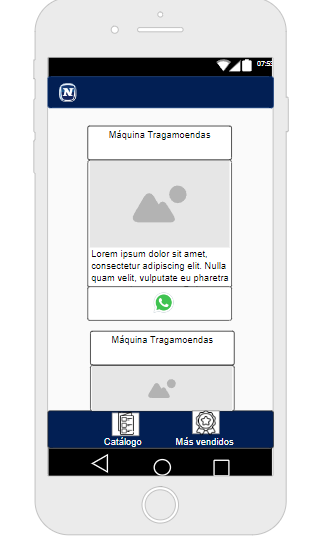 07:55
N
Máquina Tragamoendas
Lorem ipsum dolor sit amet,
consectetur adipiscing elit. Nulla
quam velit, vulputate eu pharetra
Máquina Tragamoendas
Catálogo
Más vendidos